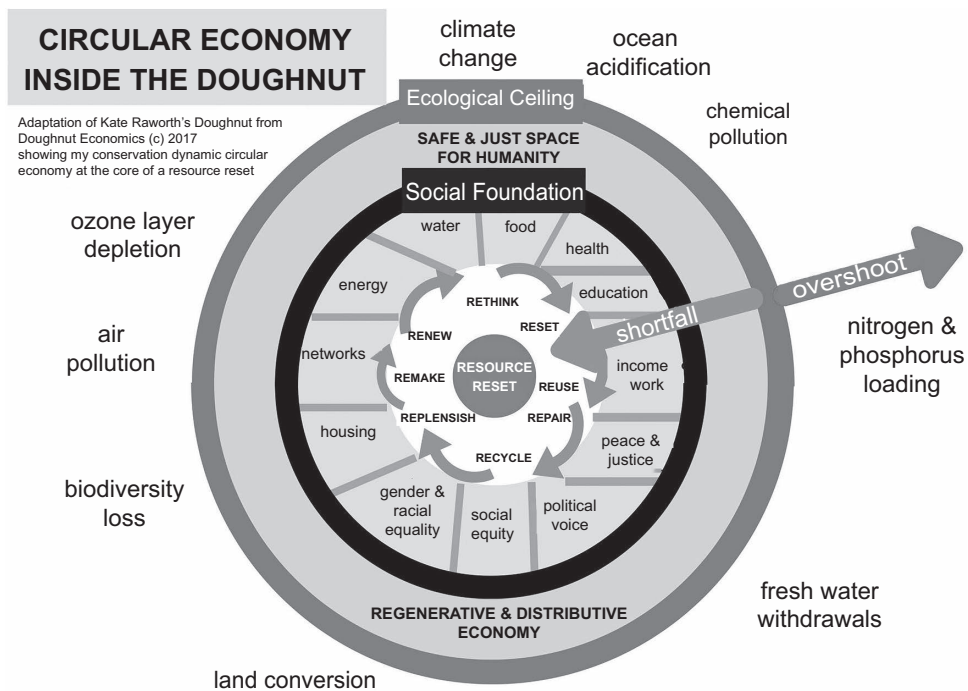 CIRCULAR ECONOMY
INSIDE THE DOUGHNUT
Adaptation of Kate Raworth's Doughnut from
Doughnut Economics (c) 2017
showing my conservation dynamic circular
economy at the core of a resource reset
climate
change
ocean
acidification
chemical
pollution
nitrogen &
phosphorus
loading
fresh water
withdrawals
land conversion
biodiversity
loss
air
pollution
ozone layer
depletion
Ecological Ceiling
SAFE & JUST SPACE
FOR HUMANITY
Social Foundation
overshoot
shortfall
water
food
health
education
income
work
peace &
justice
political
voice
social
equity
gender &
racial
equality
housing
networks
energy
RETHINK
RESET
REUSE
REPAIR
RECYCLE
REPLENSISH
REMAKE
RENEW
RESOURCE
RESET
REGENERATIVE & DISTRIBUTIVE
ECONOMY